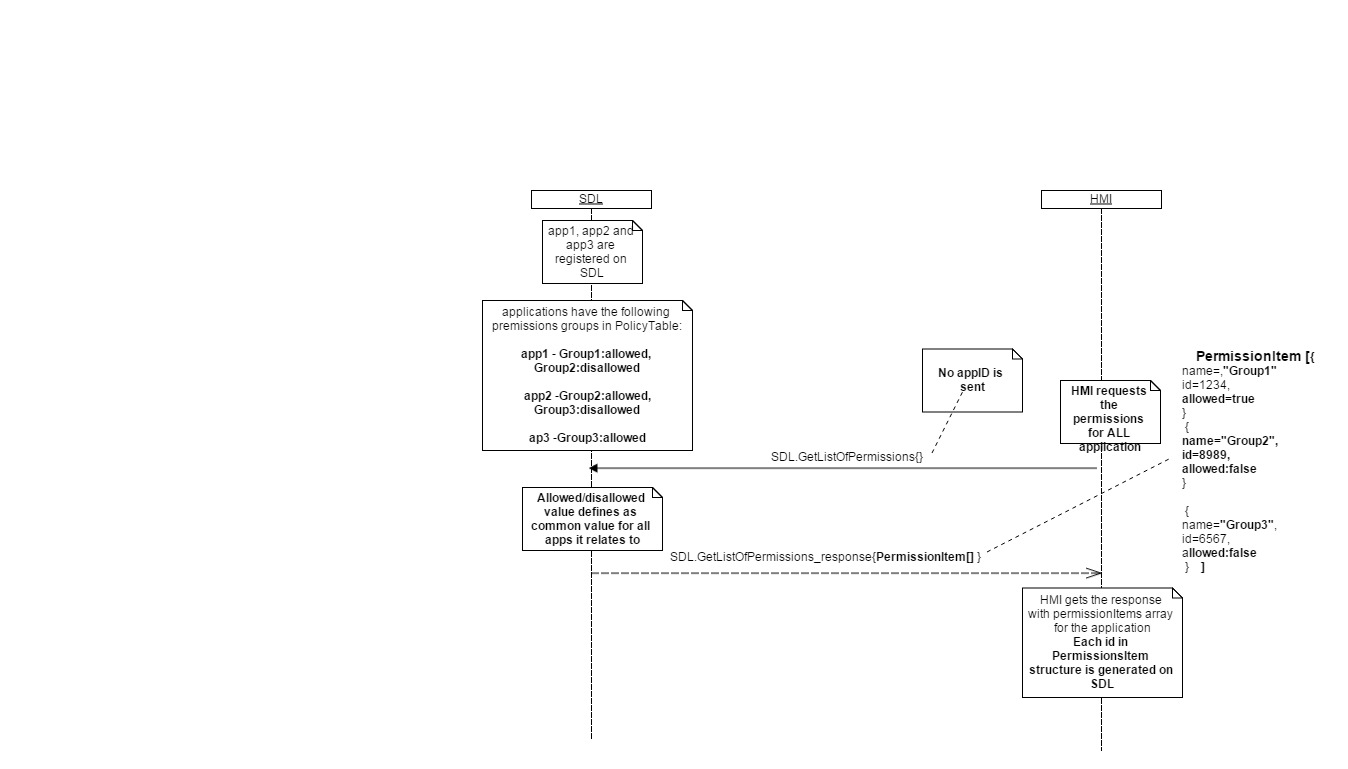 SDL
HMI
app1, app2 and
app3 are
registered on
SDL
applications have the following
premissions groups in PolicyTable:
app1 - Group1:allowed,
Group2:disallowed
app2 -Group2:allowed,
Group3:disallowed
ap3 -Group3:allowed
No appID is
sent
HMI requests
the
permissions
for ALL
application
SDL.GetListOfPermissions{}
PermissionItem [{
name=,"Group1"
id=1234,
allowed=true
}
{
name="Group2",
id=8989,
allowed:false
}
{
name="Group3",
id=6567,
allowed:false
} ]
Allowed/disallowed
value defines as
common value for all
apps it relates to
SDL.GetListOfPermissions_response{PermissionItem[] }
HMI gets the response
with permissionItems array
for the application
Each id in
PermissionsItem
structure is generated on
SDL